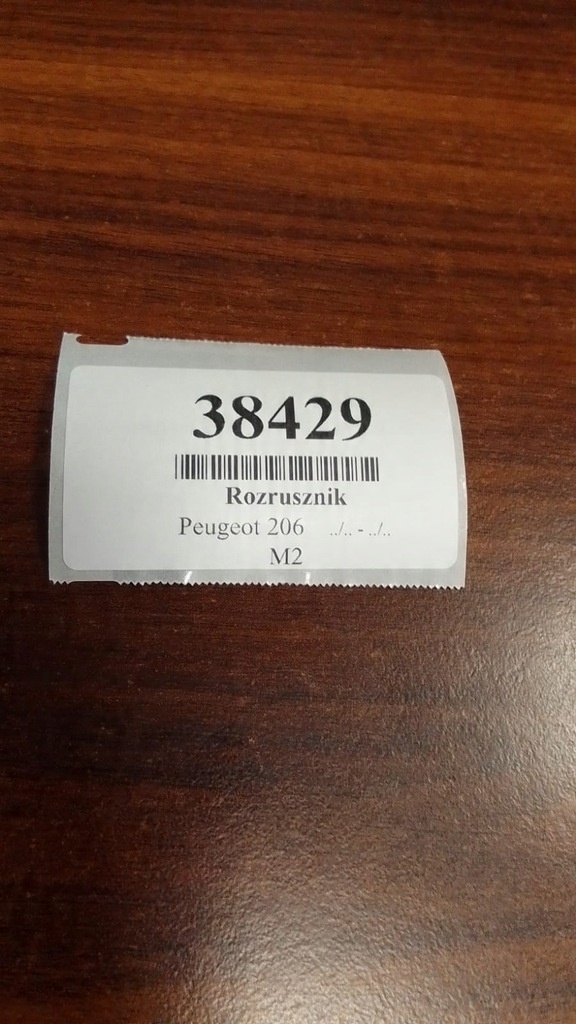 38429
Rozrusznik
Peugeot 206 ../.. - ../..
M2